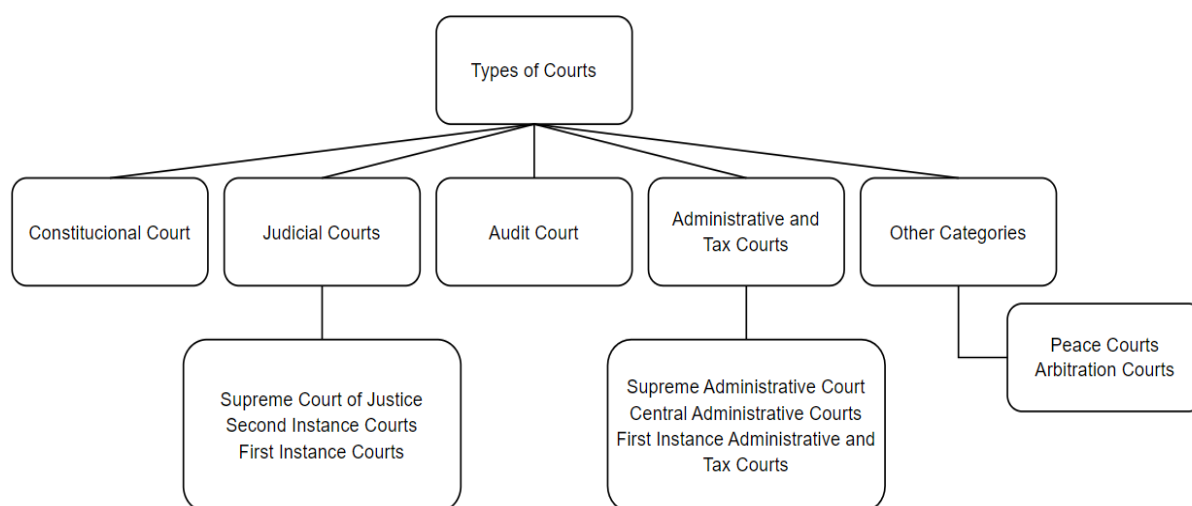 Types of Courts
Constitucional Court
Judicial Courts
Audit Court
Administrative and
Tax Courts
Other Categories
Supreme Court of Justice
Second Instance Courts
First Instance Courts
Supreme Administrative Court
Central Administrative Courts
First Instance Administrative and
Tax Courts
Peace Courts
Arbitration Courts